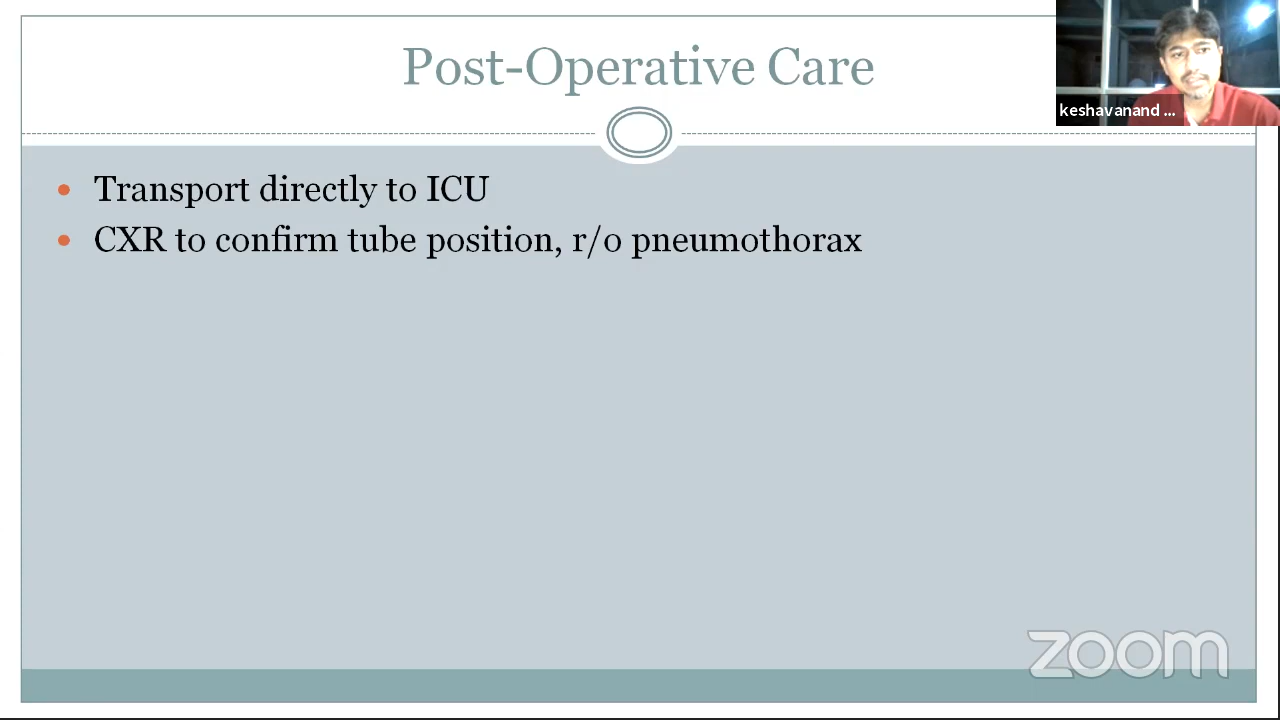 Post-Operative Care
keshavanand ...
• Transport directly to ICU
• CXR to confirm tube position, r/o pneumothorax
zoom